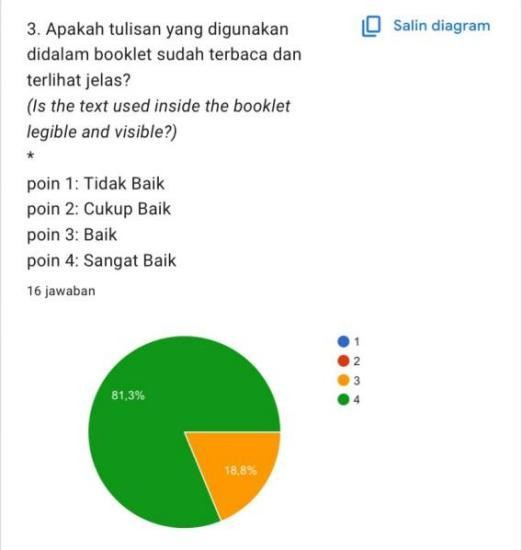 3. Apakah tulisan yang digunakan
didalam booklet sudah terbaca dan
terlihat jelas?
(Is the text used inside the booklet
legible and visible?)
*
poin 1: Tidak Baik
poin 2: Cukup Baik
poin 3: Baik
poin 4: Sangat Baik
16 jawaban
Salin diagram
81,3%
18,8%
1
2
3
4